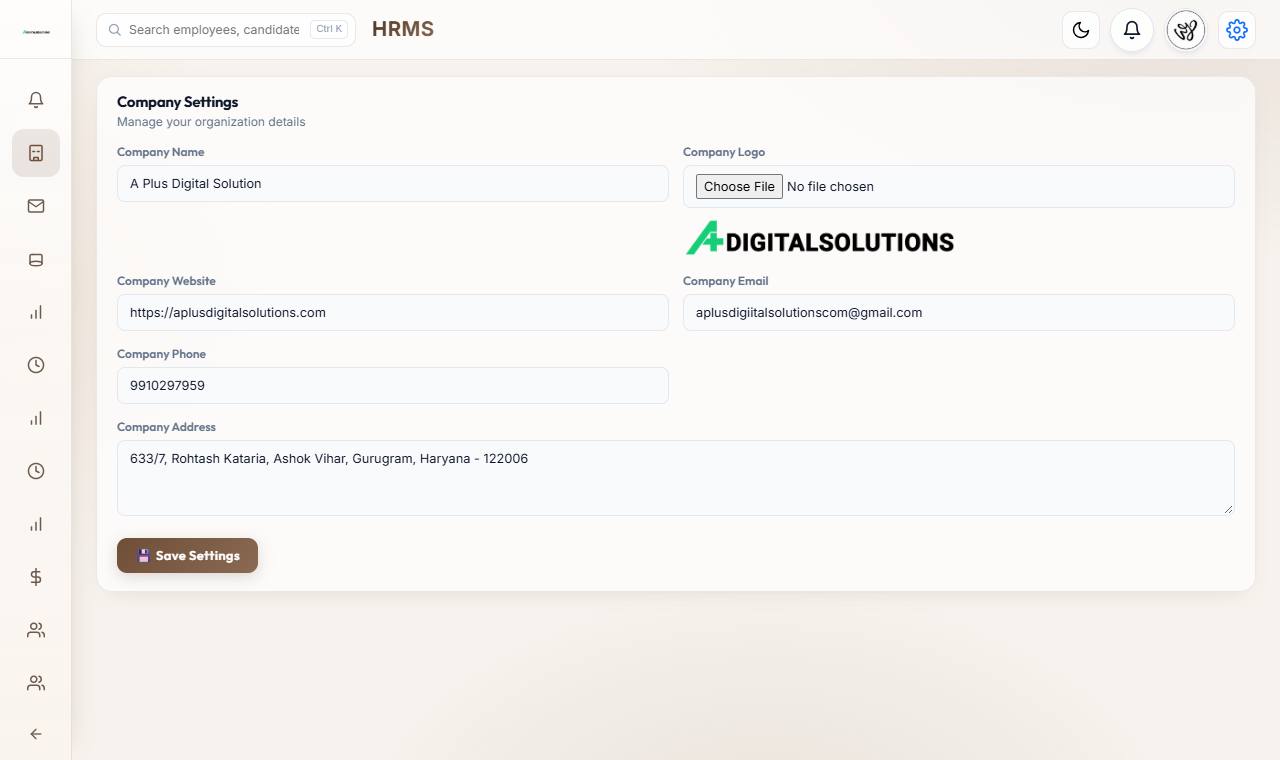 Search employees, candidate
Ctrl K
HRMS
Company Settings
Manage your organization details
Company Name
Company Logo
A Plus Digital Solution
Choose File No file chosen
A+ DIGITALSOLUTIONS
Company Website
Company Email
https://aplusdigitalsolutions.com
aplusdigiitalsolutionscom@gmail.com
Company Phone
9910297959
Company Address
633/7, Rohtash Kataria, Ashok Vihar, Gurugram, Haryana - 122006
Save Settings